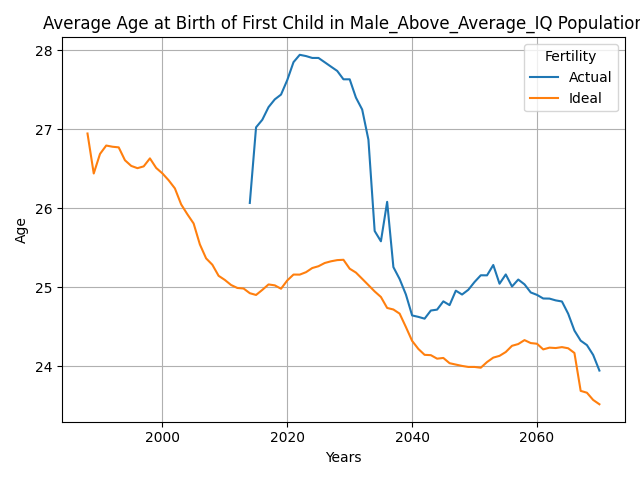 Average Age at Birth of First Child in Male_Above_Average_IQ Population
28
27
26
25
24
Age
2000
2020
2040
2060
Years
Fertility
Actual
Ideal